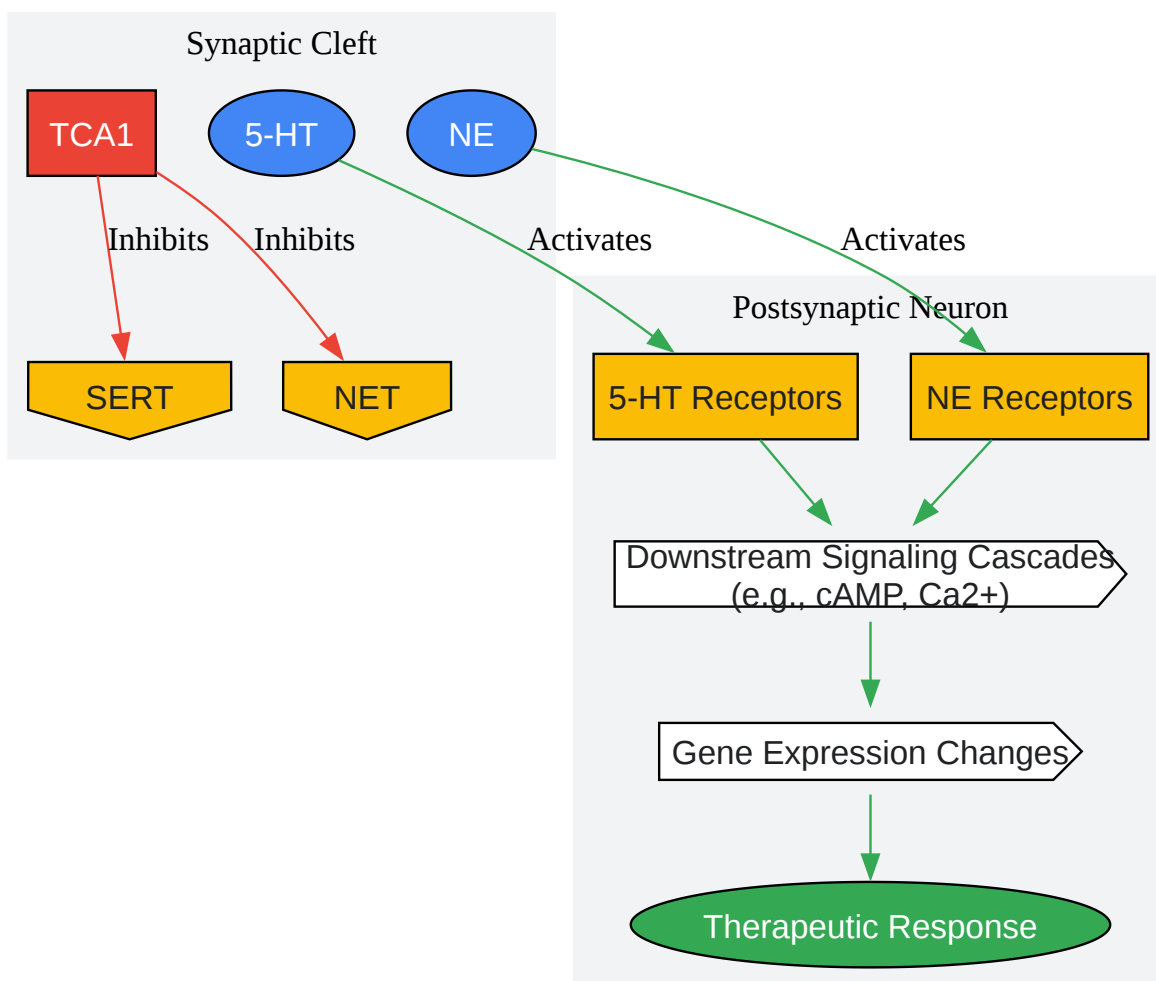 Synaptic Cleft
TCA1
5-HT
NE
Inhibits
Inhibits
Activates
Activates
Postsynaptic Neuron
SERT
NET
5-HT Receptors
NE Receptors
Downstream Signaling Cascades
(e.g., cAMP, Ca2+)
Gene Expression Changes
Therapeutic Response